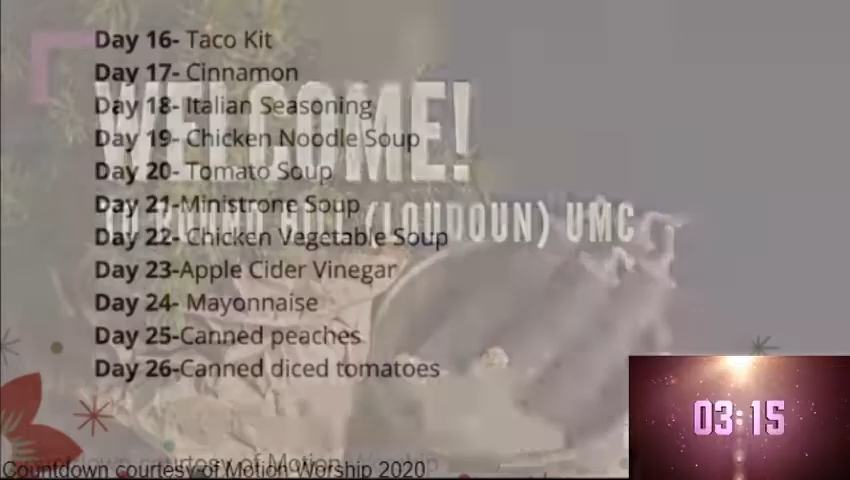 Day 16- Taco Kit
Day 17- Cinnamon
WELCOME!
Day 18- Italian Seasoning
Day 19- Chicken Noodle Soup
Day 20- Tomato Soup
Day 21-Ministrone Soup
TO ROUND HILL (LOUDOUN) UMC
Day 22- Chicken Vegetable Soup
Day 23-Apple Cider Vinegar
Day 24- Mayonnaise
Day 25-Canned peaches
Day 26-Canned diced tomatoes
03:15
Countdown courtesy of Motion Worship 2020